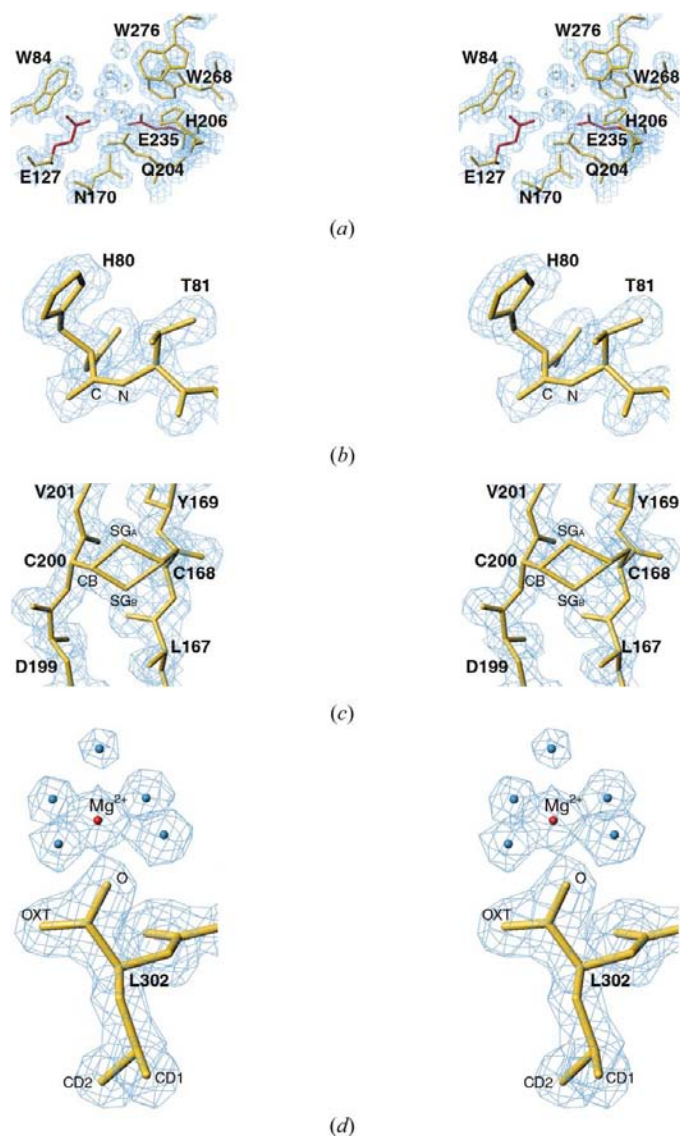 W276 W276
W84 W268 W84 W268
H206 H206
E235 E235
E127 Q204 E127 Q204
N170 N170
(a)
H80 H80
T81 T81
C N C N
(b)
V201 Y169 V201 Y169
SGA SGA
C200 C168 C200 C168
CB CB
SGB SGB
L167 L167
D199 D199
(c)
Mg2+ Mg2+
O O
OXT OXT
L302 L302
CD2 CD1 CD2 CD1
(d)